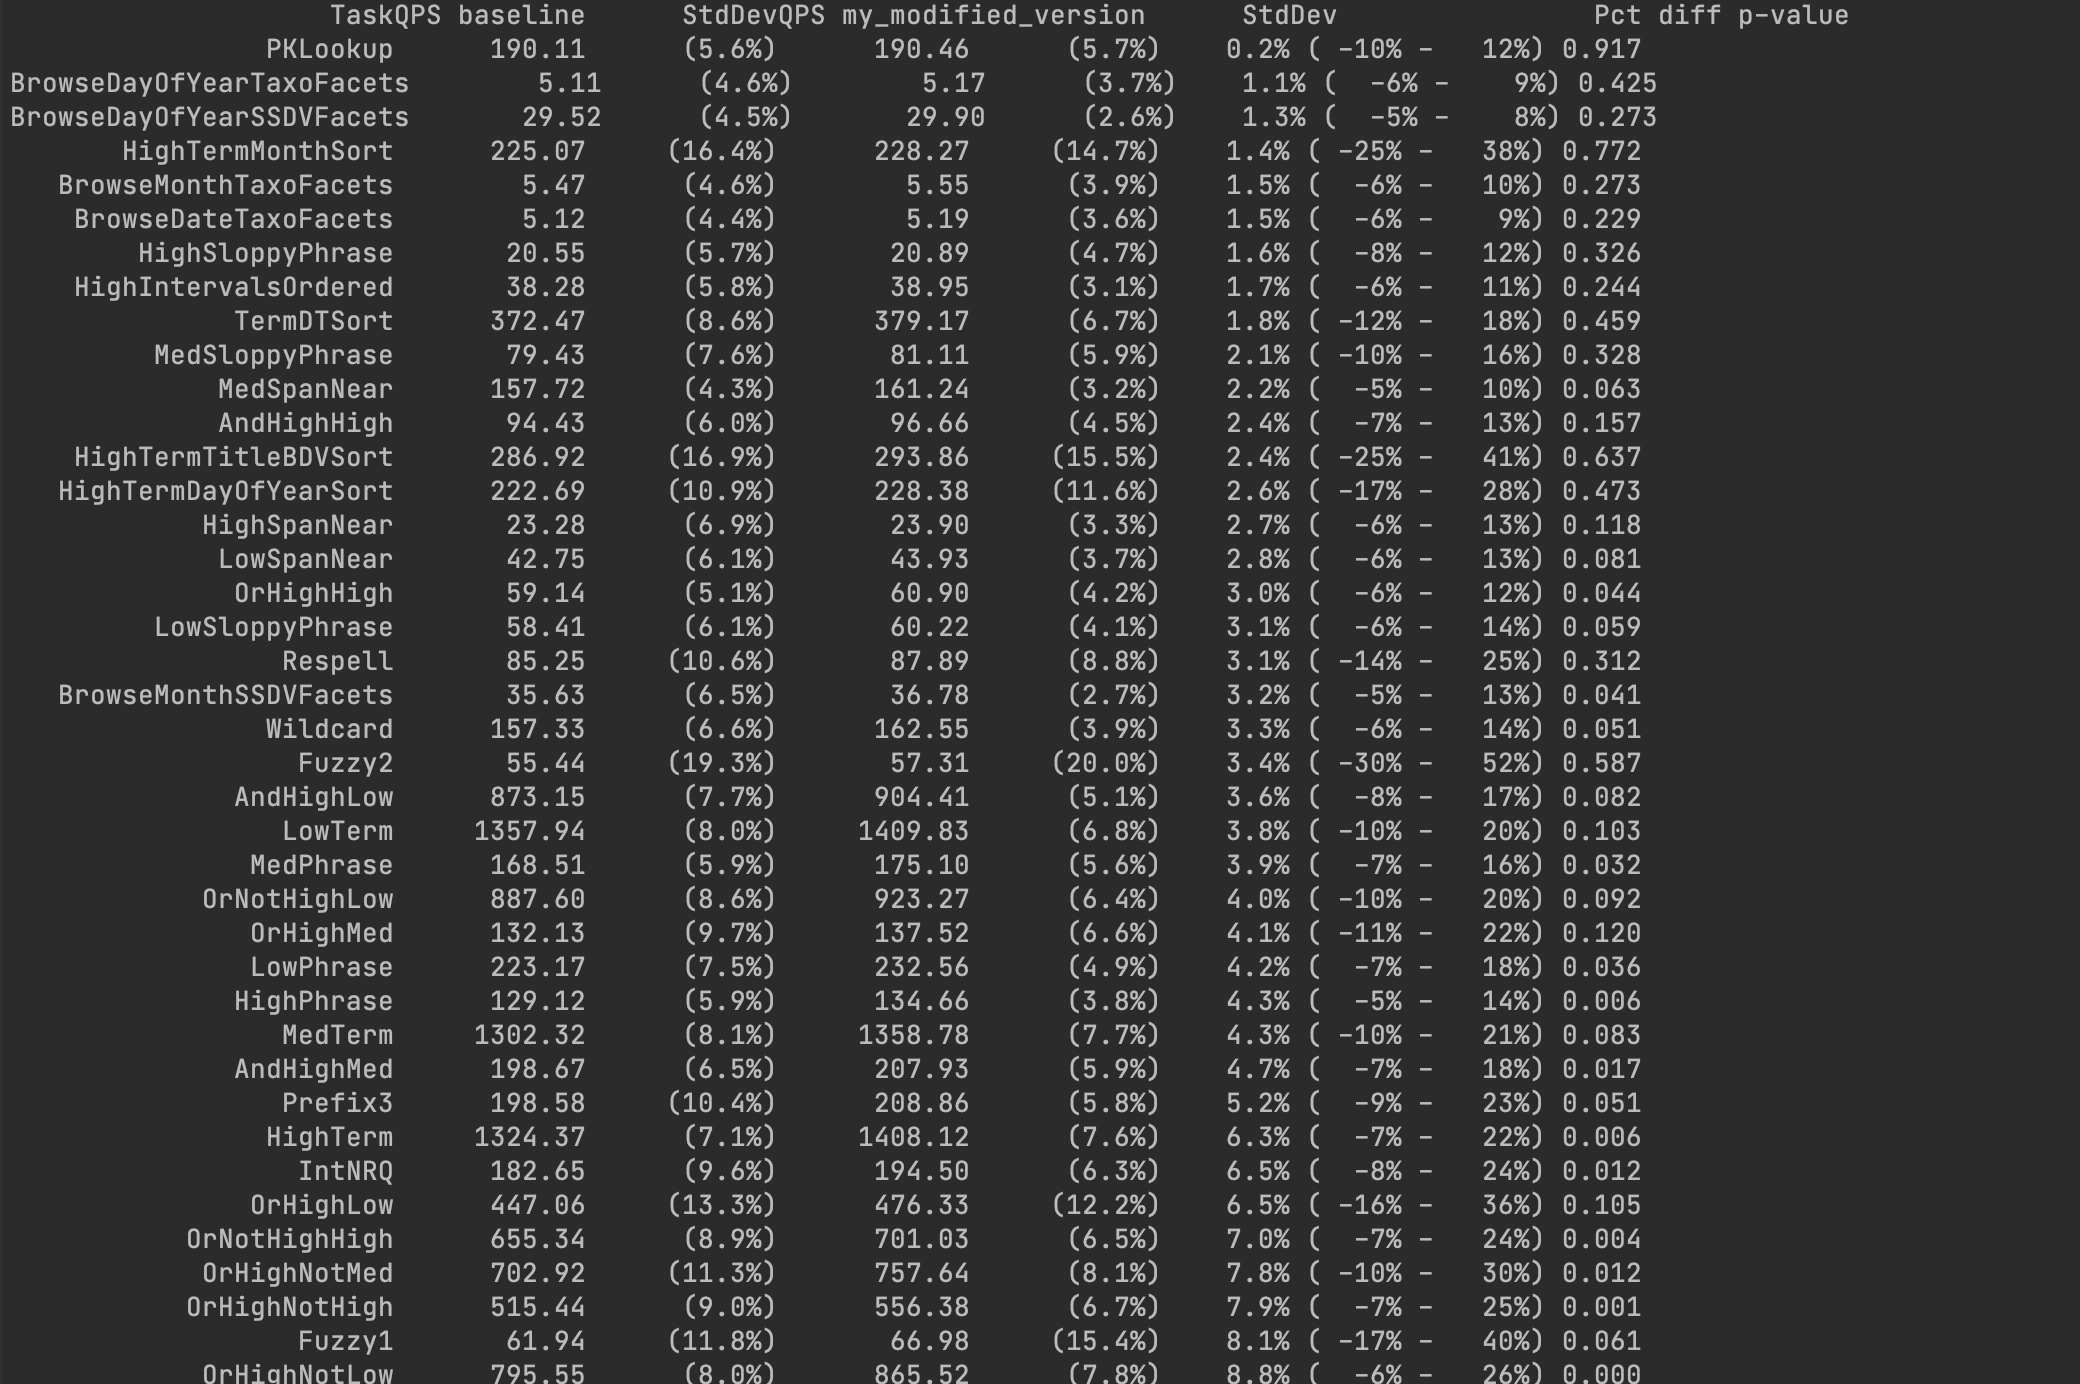 TaskQPS baseline StdDevQPS my_modified_version StdDev Pct diff p-value
PKLookup 190.11 (5.6%) 190.46 (5.7%) 0.2% ( -10% - 12%) 0.917
BrowseDayOfYearTaxoFacets 5.11 (4.6%) 5.17 (3.7%) 1.1% ( -6% - 9%) 0.425
BrowseDayOfYearSSDVFacets 29.52 (4.5%) 29.90 (2.6%) 1.3% ( -5% - 8%) 0.273
HighTermMonthSort 225.07 (16.4%) 228.27 (14.7%) 1.4% ( -25% - 38%) 0.772
BrowseMonthTaxoFacets 5.47 (4.6%) 5.55 (3.9%) 1.5% ( -6% - 10%) 0.273
BrowseDateTaxoFacets 5.12 (4.4%) 5.19 (3.6%) 1.5% ( -6% - 9%) 0.229
HighSloppyPhrase 20.55 (5.7%) 20.89 (4.7%) 1.6% ( -8% - 12%) 0.326
HighIntervalsOrdered 38.28 (5.8%) 38.95 (3.1%) 1.7% ( -6% - 11%) 0.244
TermDTSort 372.47 (8.6%) 379.17 (6.7%) 1.8% ( -12% - 18%) 0.459
MedSloppyPhrase 79.43 (7.6%) 81.11 (5.9%) 2.1% ( -10% - 16%) 0.328
MedSpanNear 157.72 (4.3%) 161.24 (3.2%) 2.2% ( -5% - 10%) 0.063
AndHighHigh 94.43 (6.0%) 96.66 (4.5%) 2.4% ( -7% - 13%) 0.157
HighTermTitleBDVSort 286.92 (16.9%) 293.86 (15.5%) 2.4% ( -25% - 41%) 0.637
HighTermDayOfYearSort 222.69 (10.9%) 228.38 (11.6%) 2.6% ( -17% - 28%) 0.473
HighSpanNear 23.28 (6.9%) 23.90 (3.3%) 2.7% ( -6% - 13%) 0.118
LowSpanNear 42.75 (6.1%) 43.93 (3.7%) 2.8% ( -6% - 13%) 0.081
OrHighHigh 59.14 (5.1%) 60.90 (4.2%) 3.0% ( -6% - 12%) 0.044
LowSloppyPhrase 58.41 (6.1%) 60.22 (4.1%) 3.1% ( -6% - 14%) 0.059
Respell 85.25 (10.6%) 87.89 (8.8%) 3.1% ( -14% - 25%) 0.312
BrowseMonthSSDVFacets 35.63 (6.5%) 36.78 (2.7%) 3.2% ( -5% - 13%) 0.041
Wildcard 157.33 (6.6%) 162.55 (3.9%) 3.3% ( -6% - 14%) 0.051
Fuzzy2 55.44 (19.3%) 57.31 (20.0%) 3.4% ( -30% - 52%) 0.587
AndHighLow 873.15 (7.7%) 904.41 (5.1%) 3.6% ( -8% - 17%) 0.082
LowTerm 1357.94 (8.0%) 1409.83 (6.8%) 3.8% ( -10% - 20%) 0.103
MedPhrase 168.51 (5.9%) 175.10 (5.6%) 3.9% ( -7% - 16%) 0.032
OrNotHighLow 887.60 (8.6%) 923.27 (6.4%) 4.0% ( -10% - 20%) 0.092
OrHighMed 132.13 (9.7%) 137.52 (6.6%) 4.1% ( -11% - 22%) 0.120
LowPhrase 223.17 (7.5%) 232.56 (4.9%) 4.2% ( -7% - 18%) 0.036
HighPhrase 129.12 (5.9%) 134.66 (3.8%) 4.3% ( -5% - 14%) 0.006
MedTerm 1302.32 (8.1%) 1358.78 (7.7%) 4.3% ( -10% - 21%) 0.083
AndHighMed 198.67 (6.5%) 207.93 (5.9%) 4.7% ( -7% - 18%) 0.017
Prefix3 198.58 (10.4%) 208.86 (5.8%) 5.2% ( -9% - 23%) 0.051
HighTerm 1324.37 (7.1%) 1408.12 (7.6%) 6.3% ( -7% - 22%) 0.006
IntNRQ 182.65 (9.6%) 194.50 (6.3%) 6.5% ( -8% - 24%) 0.012
OrHighLow 447.06 (13.3%) 476.33 (12.2%) 6.5% ( -16% - 36%) 0.105
OrNotHighHigh 655.34 (8.9%) 701.03 (6.5%) 7.0% ( -7% - 24%) 0.004
OrHighNotMed 702.92 (11.3%) 757.64 (8.1%) 7.8% ( -10% - 30%) 0.012
OrHighNotHigh 515.44 (9.0%) 556.38 (6.7%) 7.9% ( -7% - 25%) 0.001
Fuzzy1 61.94 (11.8%) 66.98 (15.4%) 8.1% ( -17% - 40%) 0.061
OrHighNotLow 795.55 (8.0%) 865.52 (7.8%) 8.8% ( -6% - 26%) 0.000